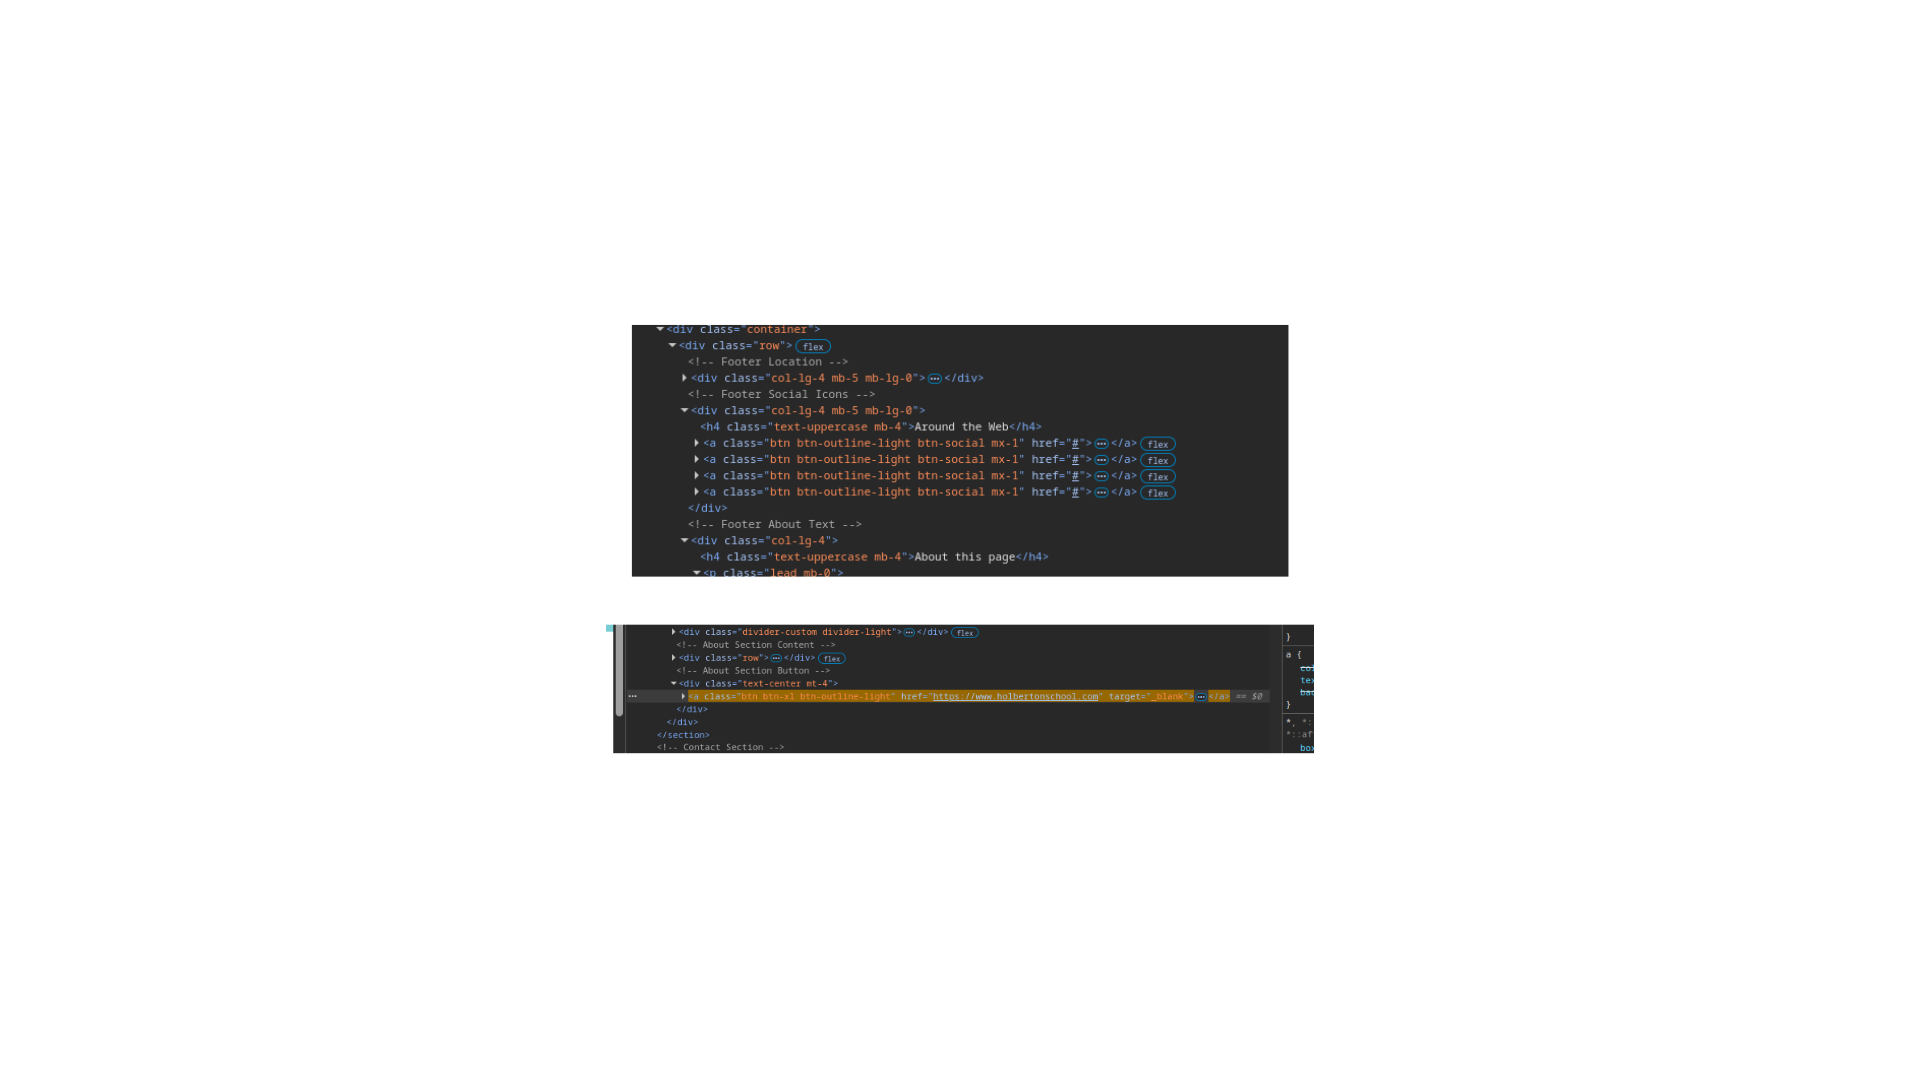 <div class="container">
<div class="row"> flex
<!-- Footer Location -->
<div class="col-lg-4 mb-5 mb-lg-0">…</div>
<!-- Footer Social Icons -->
<div class="col-lg-4 mb-5 mb-lg-0">
<h4 class="text-uppercase mb-4">Around the Web</h4>
<a class="btn btn-outline-light btn-social mx-1" href="#">…</a> flex
<a class="btn btn-outline-light btn-social mx-1" href="#">…</a> flex
<a class="btn btn-outline-light btn-social mx-1" href="#">…</a> flex
<a class="btn btn-outline-light btn-social mx-1" href="#">…</a> flex
</div>
<!-- Footer About Text -->
<div class="col-lg-4">
<h4 class="text-uppercase mb-4">About this page</h4>
<p class="lead mb-0">
<div class="divider-custom divider-light">…</div> flex
<!-- About Section Content -->
<div class="row">…</div> flex
<!-- About Section Button -->
<div class="text-center mt-4">
… <a class="btn btn-xl btn-outline-light" href="https://www.holbertonschool.com" target="_blank">…</a> == $0
</div>
</div>
</section>
<!-- Contact Section -->
}
a {
tex
}
*, *:
*::af
box